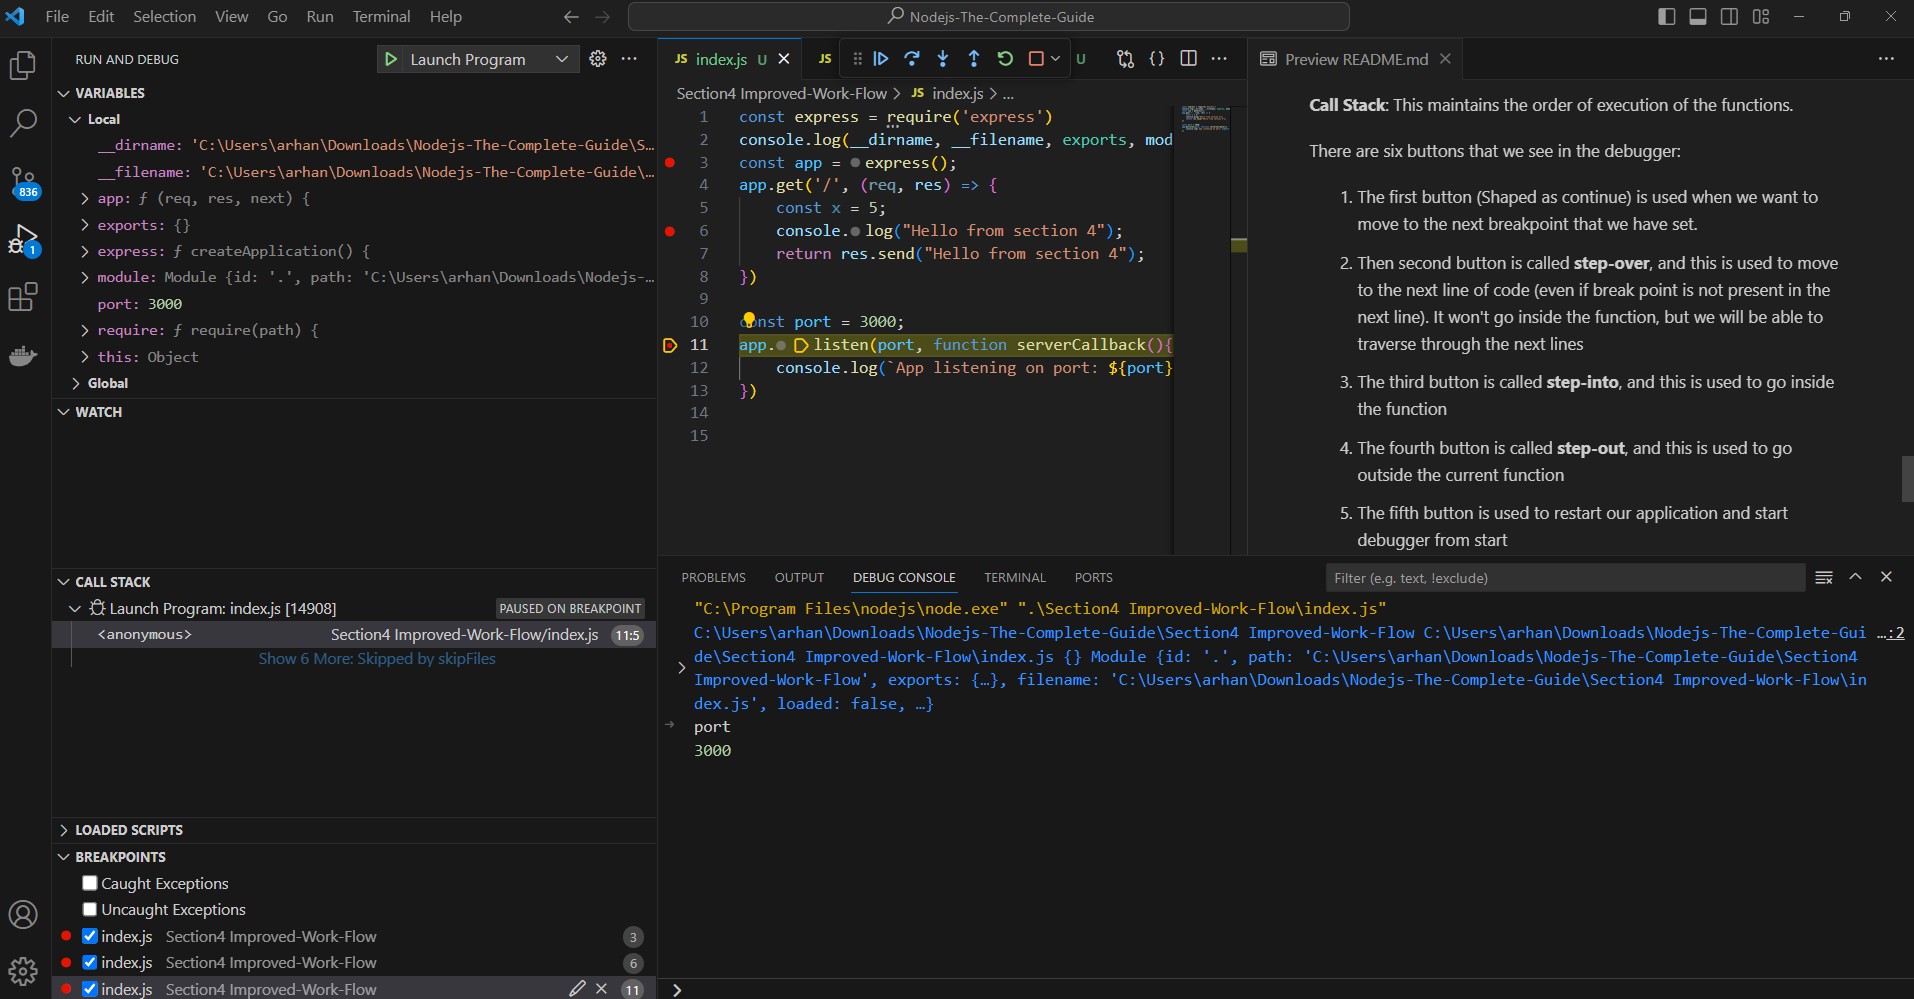 File Edit Selection View Go Run Terminal Help
Nodejs-The-Complete-Guide
836
1
RUN AND DEBUG
Launch Program
VARIABLES
Local
__dirname: 'C:\Users\arhan\Downloads\Nodejs-The-Complete-Guide\S...
__filename: 'C:\Users\arhan\Downloads\Nodejs-The-Complete-Guide\...
app: ƒ (req, res, next) {
exports: {}
express: ƒ createApplication() {
module: Module {id: '.', path: 'C:\Users\arhan\Downloads\Nodejs-...
port: 3000
require: ƒ require(path) {
this: Object
Global
WATCH
CALL STACK
Launch Program: index.js [14908] PAUSED ON BREAKPOINT
<anonymous> Section4 Improved-Work-Flow/index.js 11:5
Show 6 More: Skipped by skipFiles
LOADED SCRIPTS
BREAKPOINTS
Caught Exceptions
Uncaught Exceptions
index.js Section4 Improved-Work-Flow 3
index.js Section4 Improved-Work-Flow 6
index.js Section4 Improved-Work-Flow 11
JS index.js U JS U
Section4 Improved-Work-Flow > JS index.js > ...
1 const express = require('express')
2 console.log(__dirname, __filename, exports, mod
3 const app = express();
4 app.get('/', (req, res) => {
5 const x = 5;
6 console.log("Hello from section 4");
7 return res.send("Hello from section 4");
8 })
9
10 const port = 3000;
11 app.listen(port, function serverCallback(){
12 console.log(`App listening on port: ${port}
13 })
14
15
Preview README.md
Call Stack: This maintains the order of execution of the functions.
There are six buttons that we see in the debugger:
1. The first button (Shaped as continue) is used when we want to
move to the next breakpoint that we have set.
2. Then second button is called step-over, and this is used to move
to the next line of code (even if break point is not present in the
next line). It won't go inside the function, but we will be able to
traverse through the next lines
3. The third button is called step-into, and this is used to go inside
the function
4. The fourth button is called step-out, and this is used to go
outside the current function
5. The fifth button is used to restart our application and start
debugger from start
PROBLEMS OUTPUT DEBUG CONSOLE TERMINAL PORTS
Filter (e.g. text, !exclude)
"C:\Program Files\nodejs\node.exe" ".\Section4 Improved-Work-Flow\index.js"
C:\Users\arhan\Downloads\Nodejs-The-Complete-Guide\Section4 Improved-Work-Flow C:\Users\arhan\Downloads\Nodejs-The-Complete-Gui …:2
de\Section4 Improved-Work-Flow\index.js {} Module {id: '.', path: 'C:\Users\arhan\Downloads\Nodejs-The-Complete-Guide\Section4
Improved-Work-Flow', exports: {…}, filename: 'C:\Users\arhan\Downloads\Nodejs-The-Complete-Guide\Section4 Improved-Work-Flow\in
dex.js', loaded: false, …}
port
3000